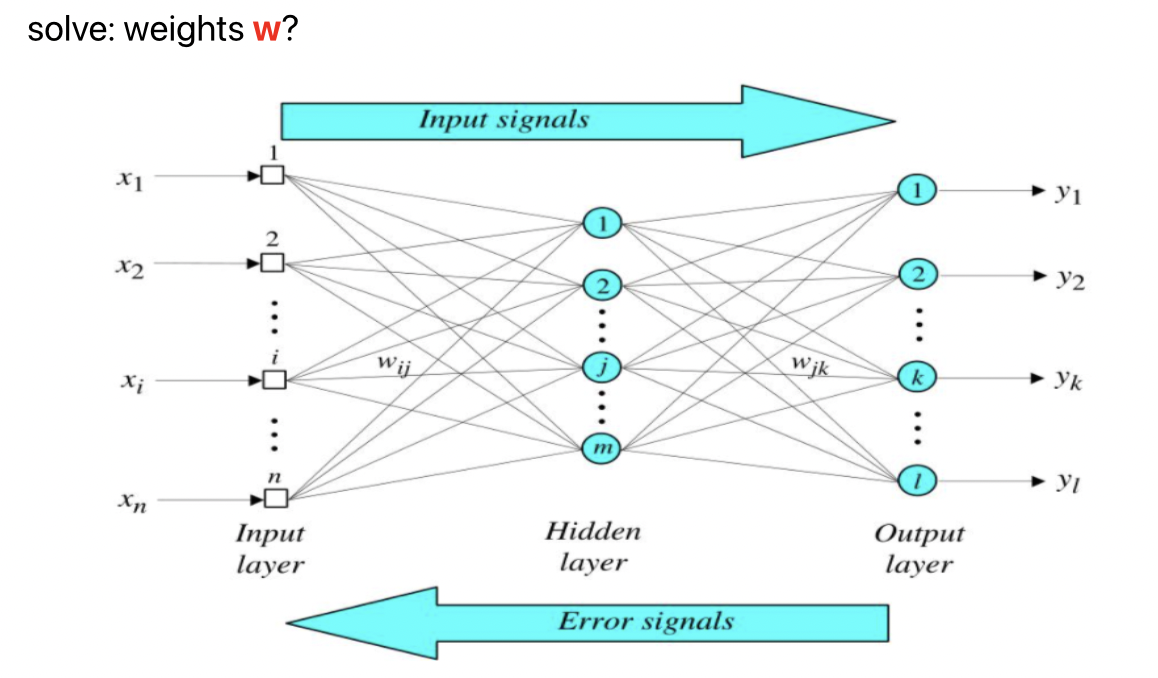 solve: weights w?
Input signals
1
x1
2
x2
i
xi
n
xn
wij
1
2
j
m
wjk
1
y1
2
y2
k
yk
l
yl
Input
layer
Hidden
layer
Output
layer
Error signals